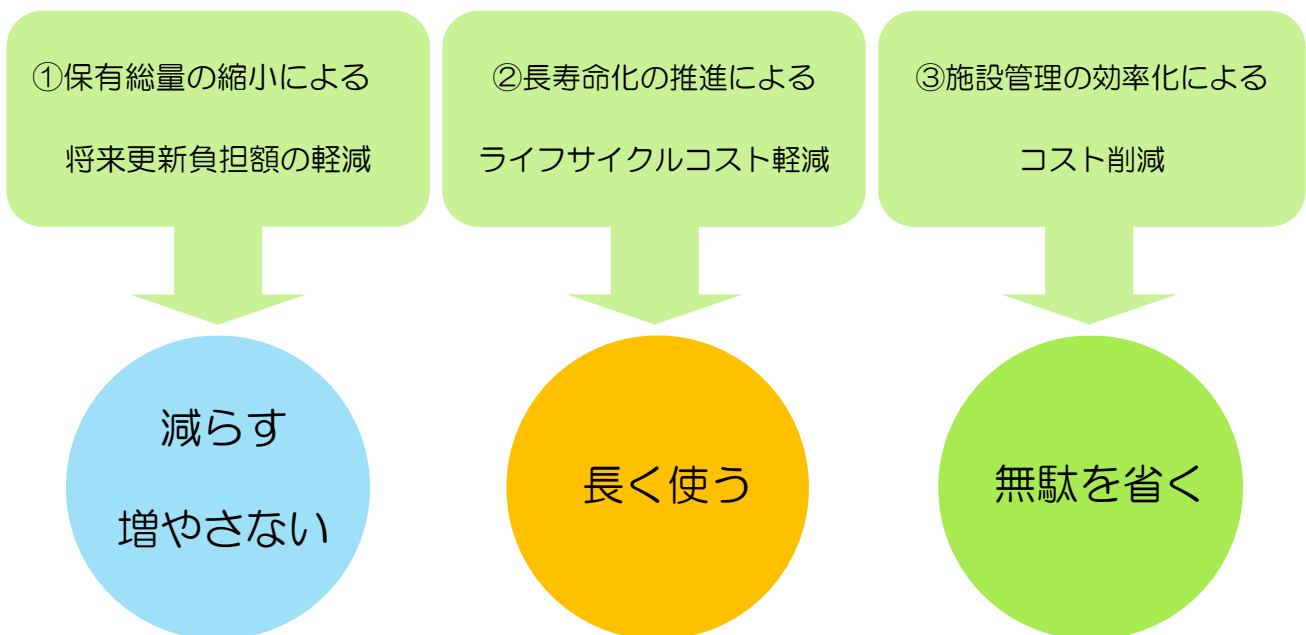 ①保有総量の縮小による
将来更新負担額の軽減
②長寿命化の推進による
ライフサイクルコスト軽減
③施設管理の効率化による
コスト削減
減らす
増やさない
長く使う
無駄を省く